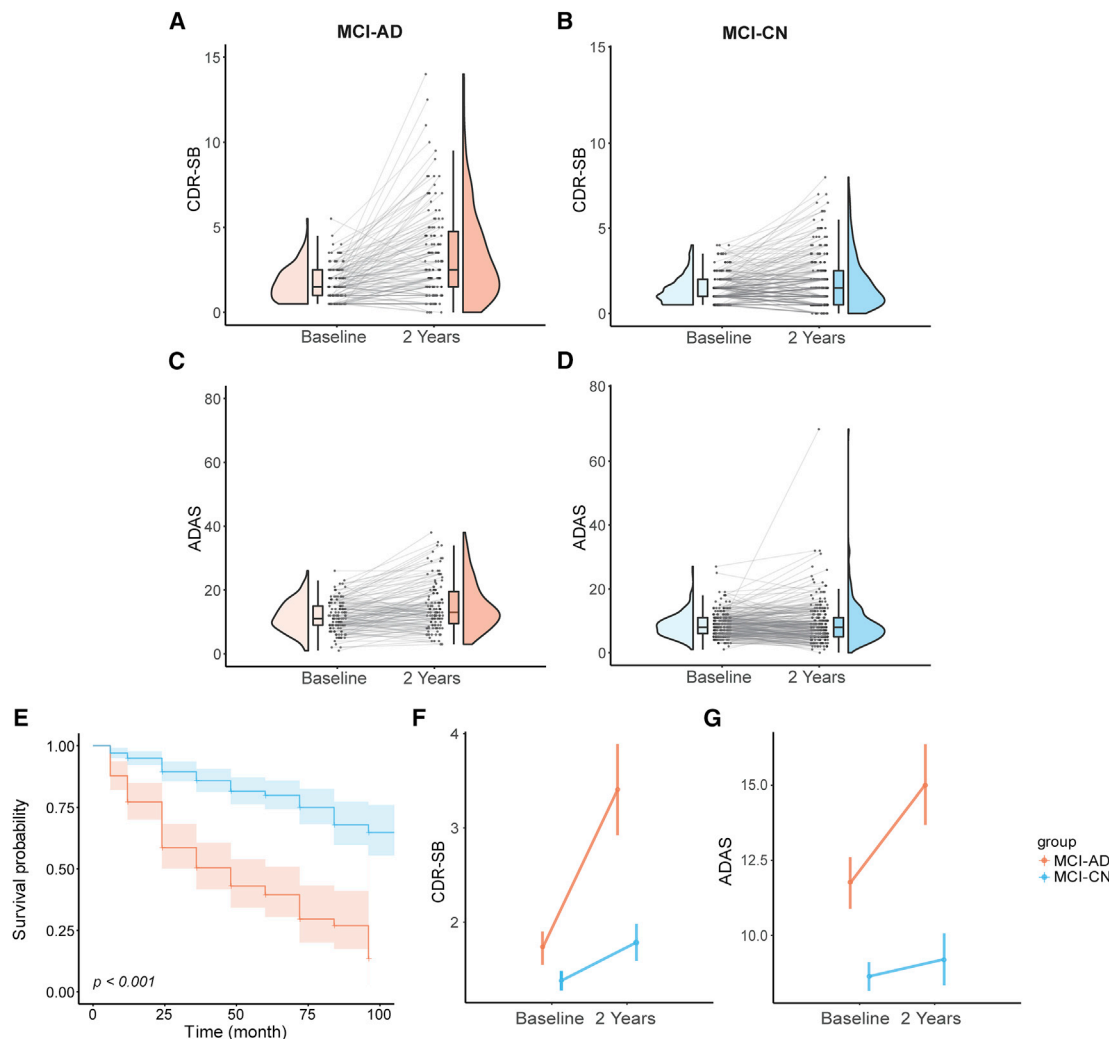 A
MCI-AD
B
MCI-CN
15
10
5
0
CDR-SB
Baseline 2 Years
15
10
5
0
CDR-SB
Baseline 2 Years
C
80
60
40
20
0
ADAS
Baseline 2 Years
D
80
60
40
20
0
ADAS
Baseline 2 Years
E
1.00
0.75
0.50
0.25
0.00
Survival probability
p < 0.001
0 25 50 75 100
Time (month)
F
4
3
2
CDR-SB
Baseline 2 Years
G
15.0
12.5
10.0
ADAS
Baseline 2 Years
group
MCI-AD
MCI-CN